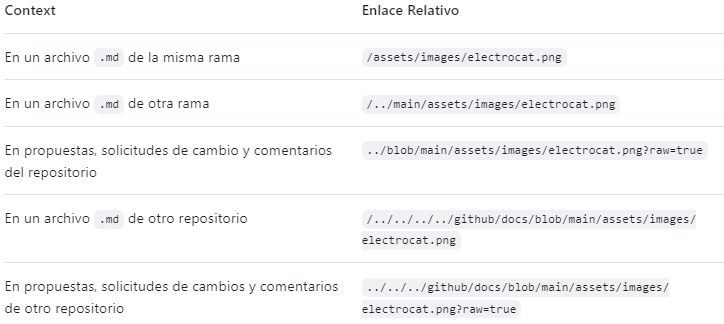 Context Enlace Relativo
En un archivo .md de la misma rama /assets/images/electrocat.png
En un archivo .md de otra rama /../main/assets/images/electrocat.png
En propuestas, solicitudes de cambio y comentarios del repositorio ../blob/main/assets/images/electrocat.png?raw=true
En un archivo .md de otro repositorio /../../../../github/docs/blob/main/assets/images/
electrocat.png
En propuestas, solicitudes de cambios y comentarios ../../../github/docs/blob/main/assets/images/
de otro repositorio electrocat.png?raw=true